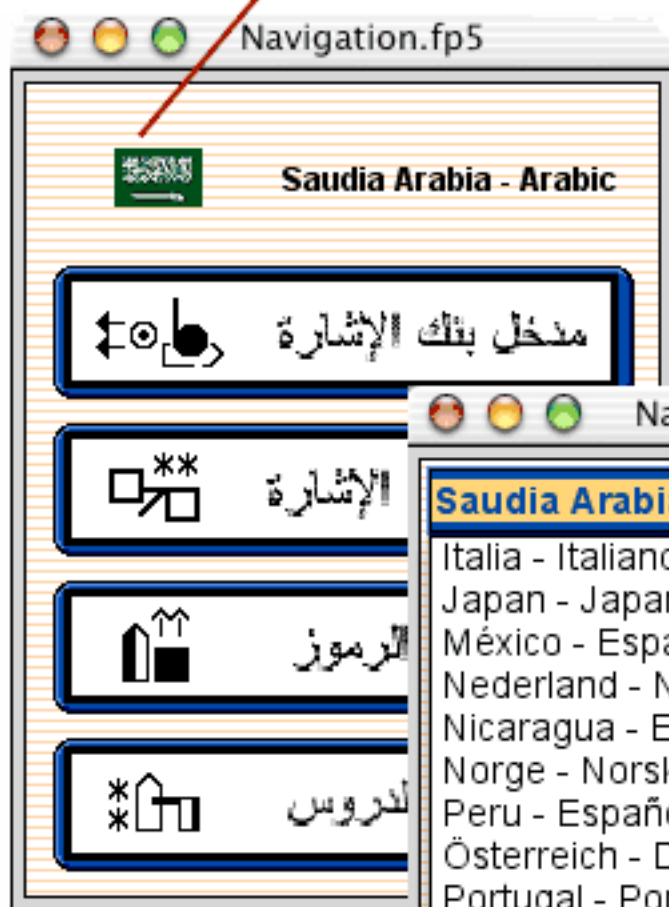 Navigation.fp5
Saudia Arabia - Arabic
مدخل بنك الإشارة
الإشارة
الرموز
الدروس
Na
Saudia Arabi
Italia - Italiano
Japan - Japan
México - Espa
Nederland - N
Nicaragua - E
Norge - Norsk
Peru - Españo
Österreich - D
Portugal - Por